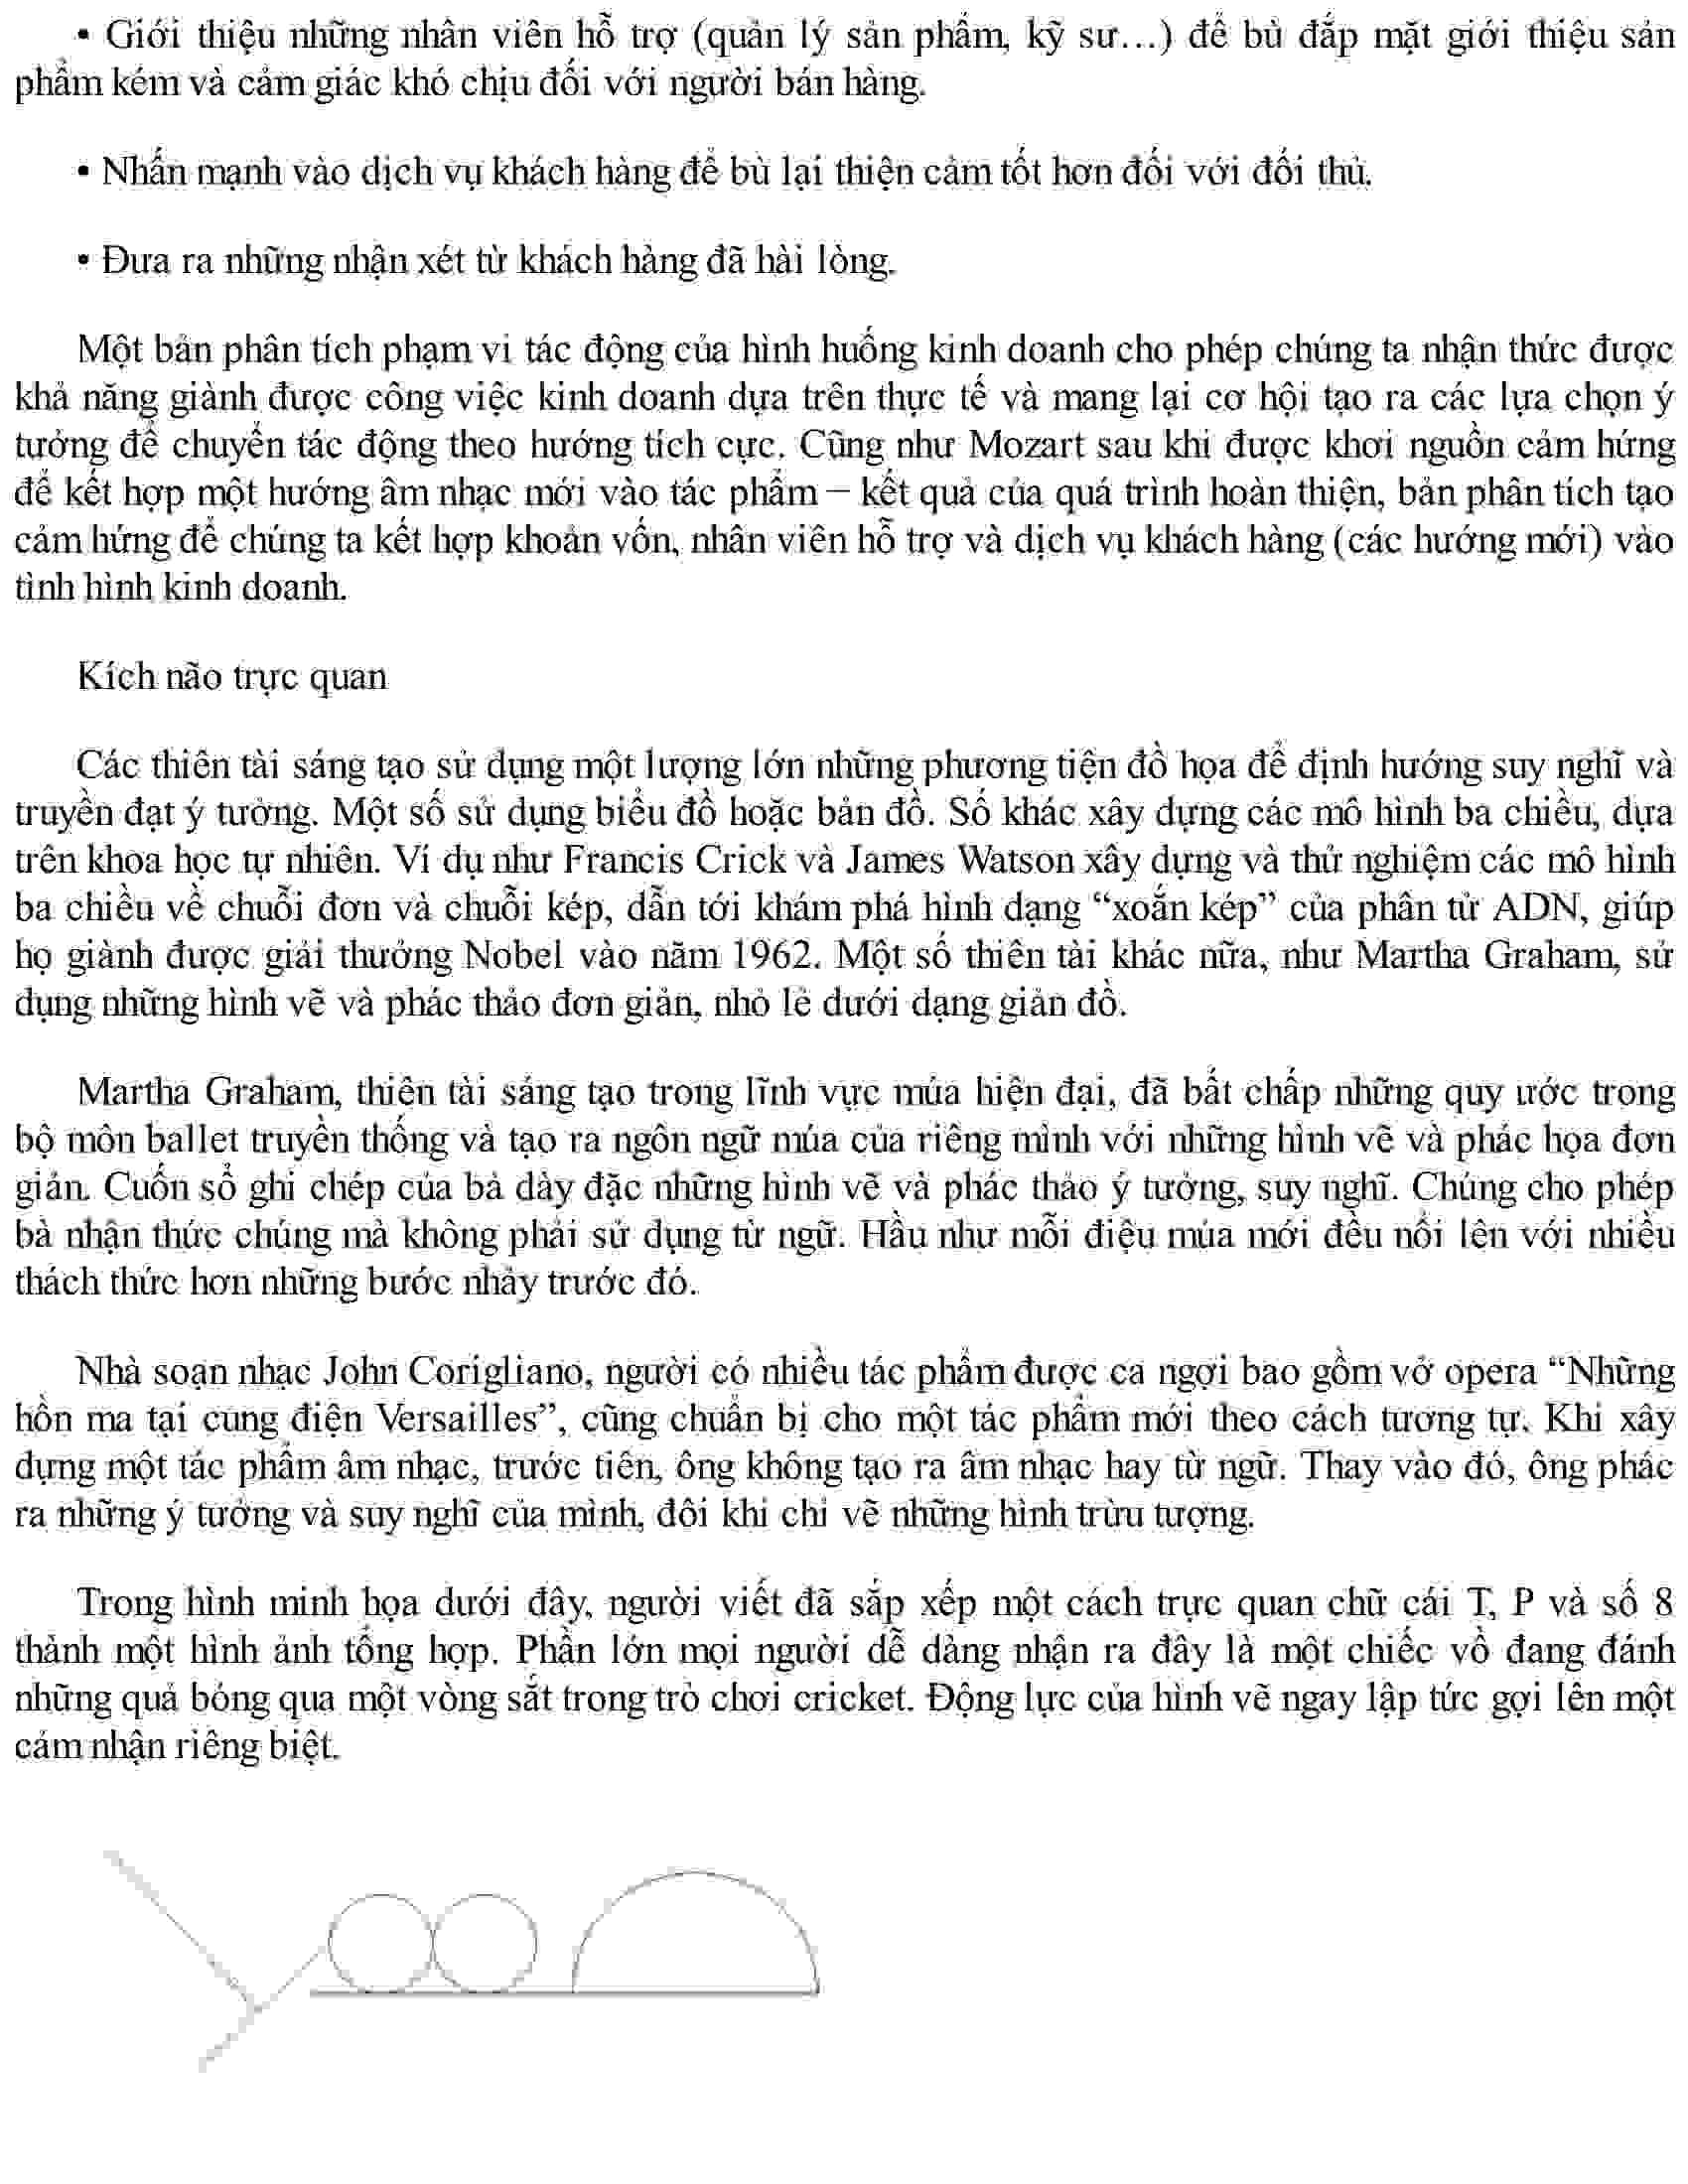 • Giới thiệu những nhân viên hỗ trợ (quản lý sản phẩm, kỹ sư…) để bù đắp mặt giới thiệu sản
phẩm kém và cảm giác khó chịu đối với người bán hàng.
• Nhấn mạnh vào dịch vụ khách hàng để bù lại thiện cảm tốt hơn đối với đối thủ.
• Đưa ra những nhận xét từ khách hàng đã hài lòng.
Một bản phân tích phạm vi tác động của hình huống kinh doanh cho phép chúng ta nhận thức được
khả năng giành được công việc kinh doanh dựa trên thực tế và mang lại cơ hội tạo ra các lựa chọn ý
tưởng để chuyển tác động theo hướng tích cực. Cũng như Mozart sau khi được khơi nguồn cảm hứng
để kết hợp một hướng âm nhạc mới vào tác phẩm – kết quả của quá trình hoàn thiện, bản phân tích tạo
cảm hứng để chúng ta kết hợp khoản vốn, nhân viên hỗ trợ và dịch vụ khách hàng (các hướng mới) vào
tình hình kinh doanh.
Kích não trực quan
Các thiên tài sáng tạo sử dụng một lượng lớn những phương tiện đồ họa để định hướng suy nghĩ và
truyền đạt ý tưởng. Một số sử dụng biểu đồ hoặc bản đồ. Số khác xây dựng các mô hình ba chiều, dựa
trên khoa học tự nhiên. Ví dụ như Francis Crick và James Watson xây dựng và thử nghiệm các mô hình
ba chiều về chuỗi đơn và chuỗi kép, dẫn tới khám phá hình dạng “xoắn kép” của phân tử ADN, giúp
họ giành được giải thưởng Nobel vào năm 1962. Một số thiên tài khác nữa, như Martha Graham, sử
dụng những hình vẽ và phác thảo đơn giản, nhỏ lẻ dưới dạng giản đồ.
Martha Graham, thiên tài sáng tạo trong lĩnh vực múa hiện đại, đã bất chấp những quy ước trong
bộ môn ballet truyền thống và tạo ra ngôn ngữ múa của riêng mình với những hình vẽ và phác họa đơn
giản. Cuốn sổ ghi chép của bà dày đặc những hình vẽ và phác thảo ý tưởng, suy nghĩ. Chúng cho phép
bà nhận thức chúng mà không phải sử dụng từ ngữ. Hầu như mỗi điệu múa mới đều nổi lên với nhiều
thách thức hơn những bước nhảy trước đó.
Nhà soạn nhạc John Corigliano, người có nhiều tác phẩm được ca ngợi bao gồm vở opera “Những
hồn ma tại cung điện Versailles”, cũng chuẩn bị cho một tác phẩm mới theo cách tương tự. Khi xây
dựng một tác phẩm âm nhạc, trước tiên, ông không tạo ra âm nhạc hay từ ngữ. Thay vào đó, ông phác
ra những ý tưởng và suy nghĩ của mình, đôi khi chỉ vẽ những hình trừu tượng.
Trong hình minh họa dưới đây, người viết đã sắp xếp một cách trực quan chữ cái T, P và số 8
thành một hình ảnh tổng hợp. Phần lớn mọi người dễ dàng nhận ra đây là một chiếc vồ đang đánh
những quả bóng qua một vòng sắt trong trò chơi cricket. Động lực của hình vẽ ngay lập tức gợi lên một
cảm nhận riêng biệt.